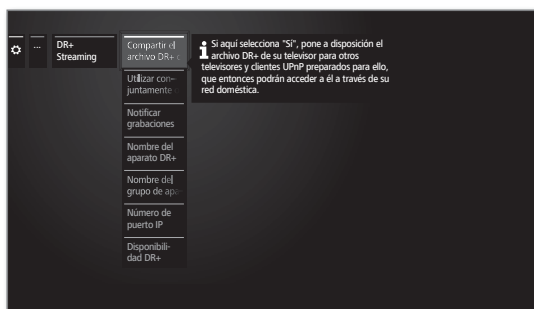 ...
DR+
Streaming
Compartir el
archivo DR+
Utilizar con-
juntamente
Notificar
grabaciones
Nombre del
aparato DR+
Nombre del
grupo de apa
Número de
puerto IP
Disponibili-
dad DR+
i
Si aquí selecciona "Sí", pone a disposición el
archivo DR+ de su televisor para otros
televisores y clientes UPnP preparados para ello,
que entonces podrán acceder a él a través de su
red doméstica.